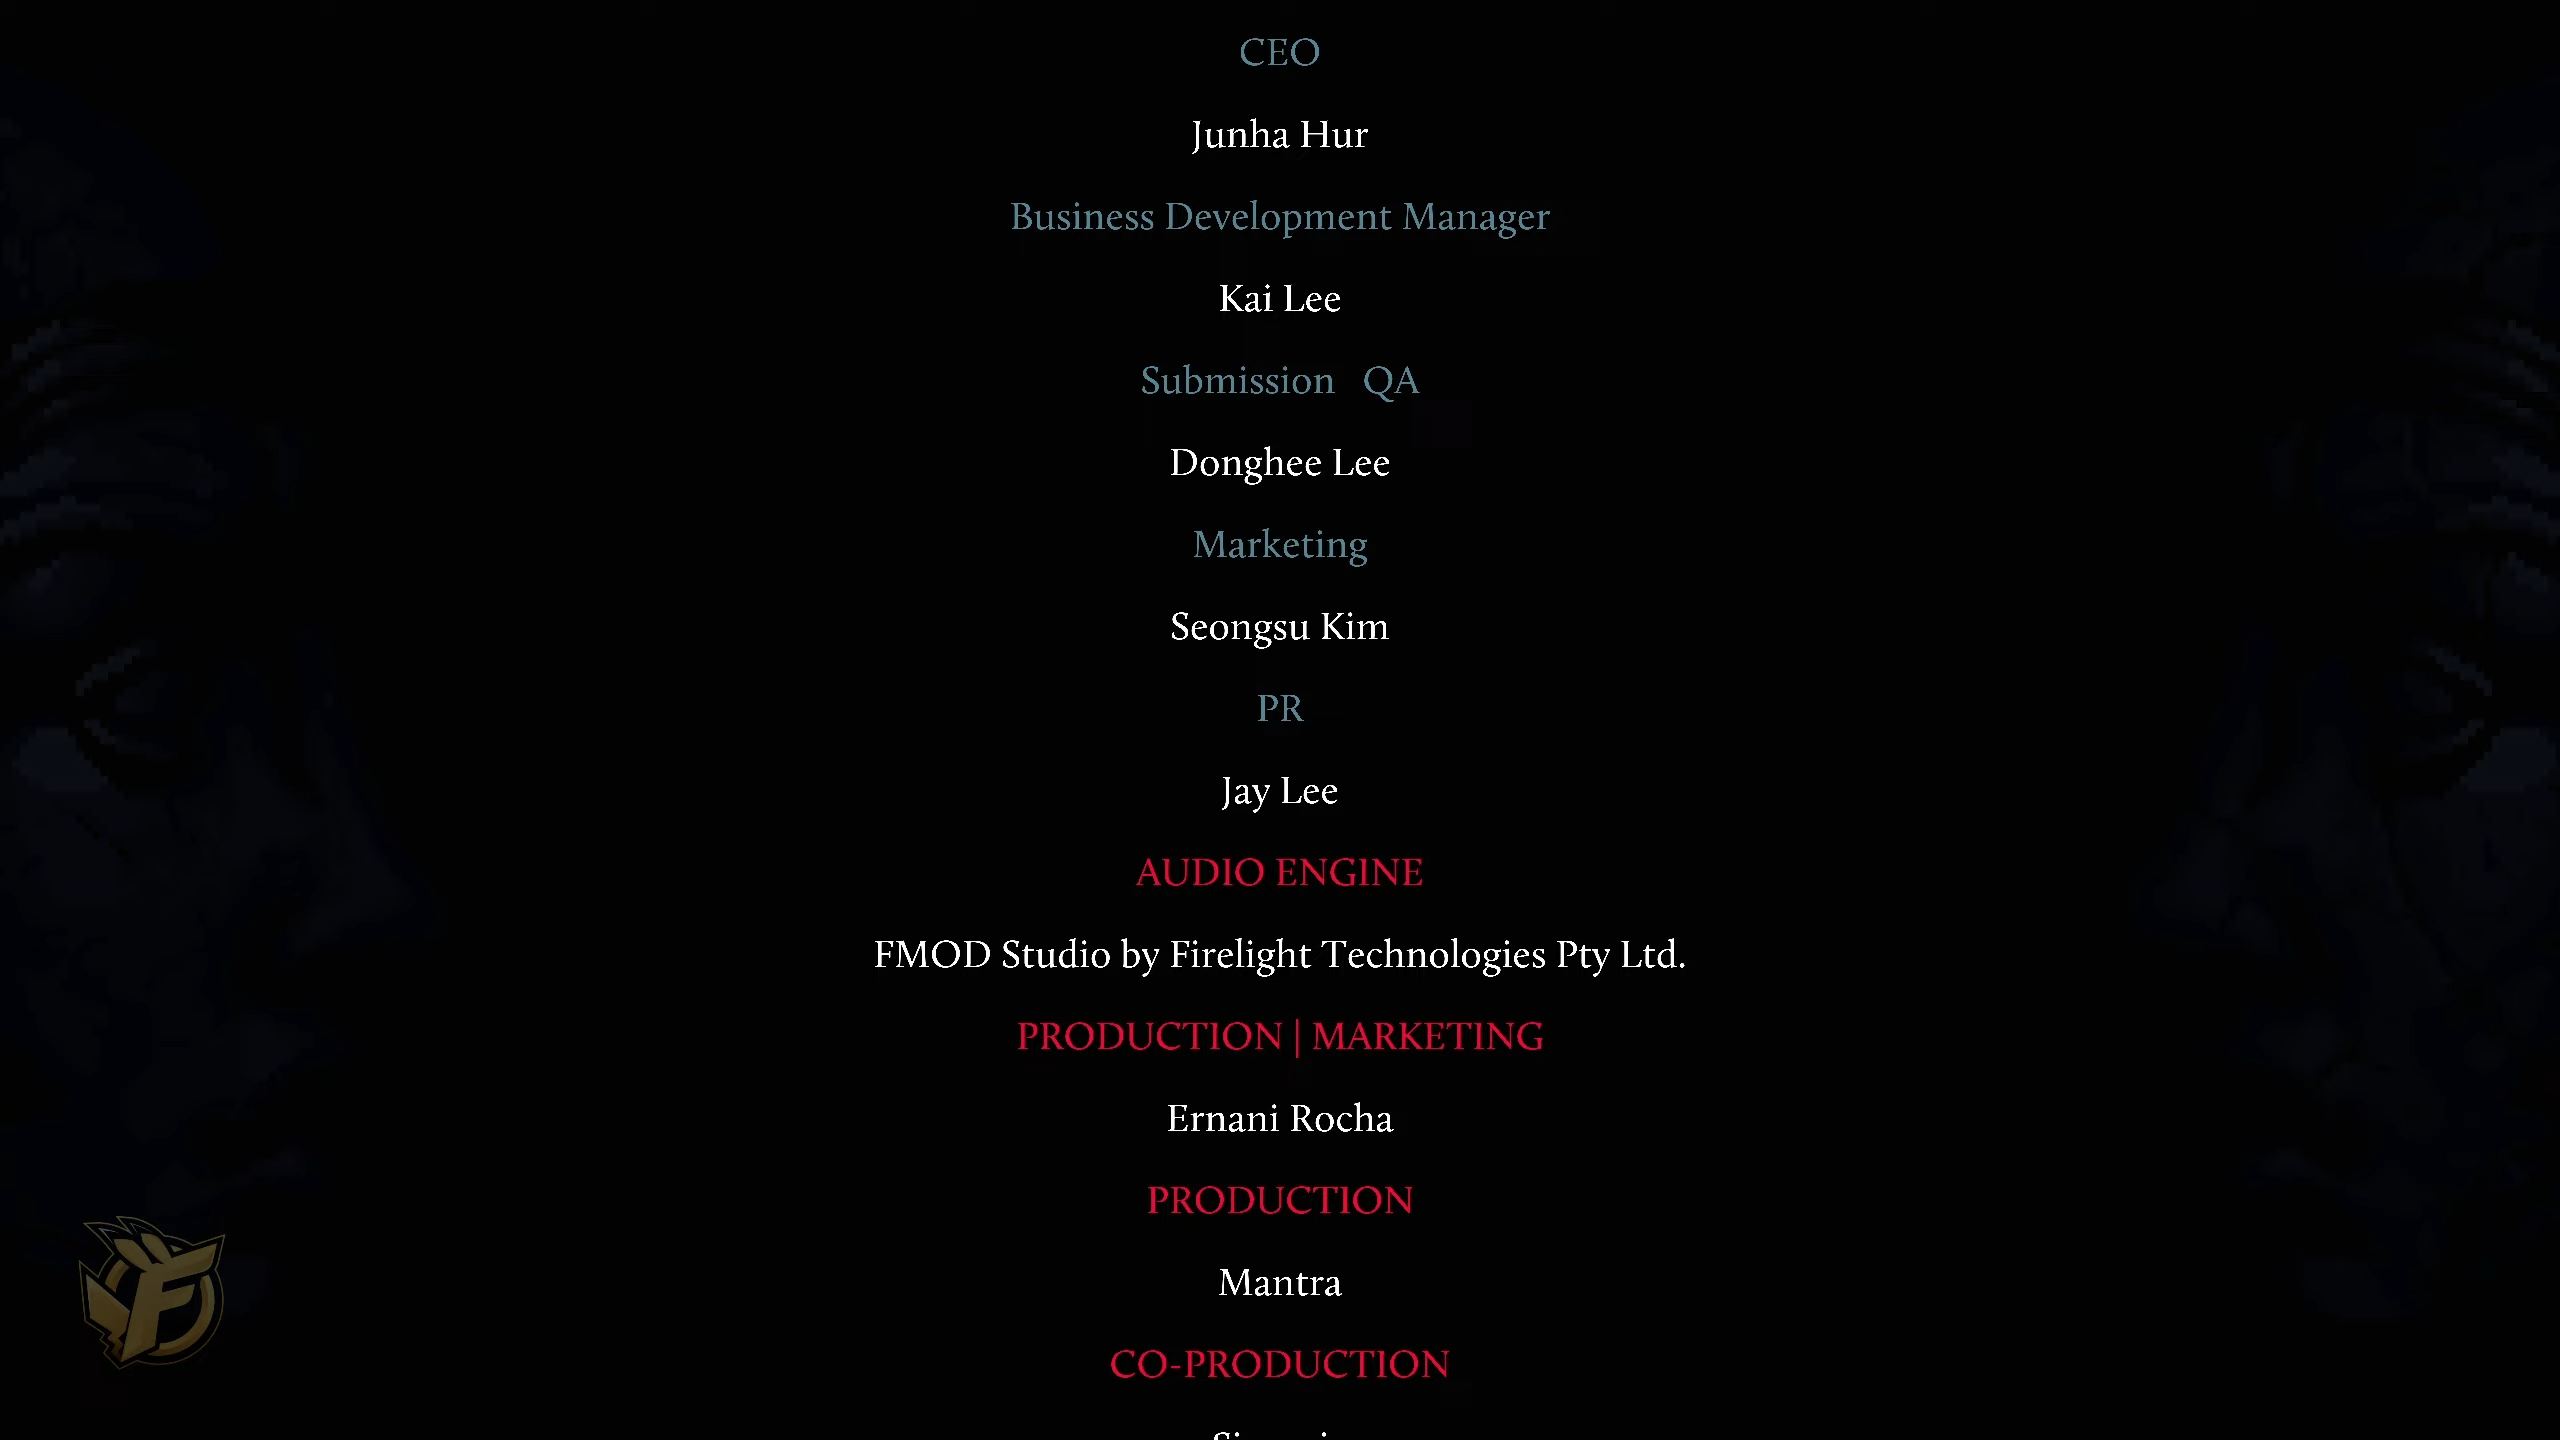 CEO
Junha Hur
Business Development Manager
Kai Lee
Submission   QA
Donghee Lee
Marketing
Seongsu Kim
PR
Jay Lee
AUDIO ENGINE
FMOD Studio by Firelight Technologies Pty Ltd.
PRODUCTION | MARKETING
Ernani Rocha
PRODUCTION
Mantra
CO-PRODUCTION